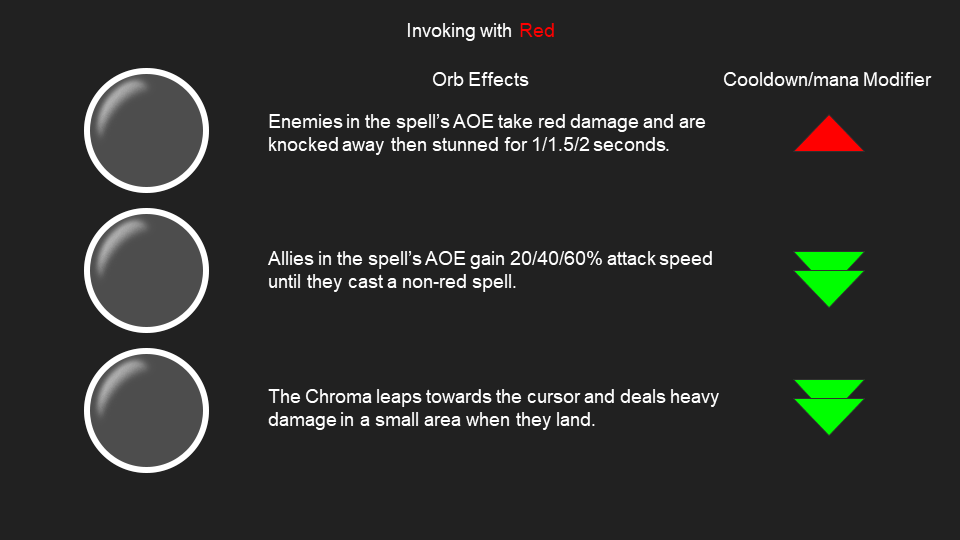 Invoking with Red
Orb Effects
Cooldown/mana Modifier
Enemies in the spell’s AOE take red damage and are
knocked away then stunned for 1/1.5/2 seconds.
Allies in the spell’s AOE gain 20/40/60% attack speed
until they cast a non-red spell.
The Chroma leaps towards the cursor and deals heavy
damage in a small area when they land.